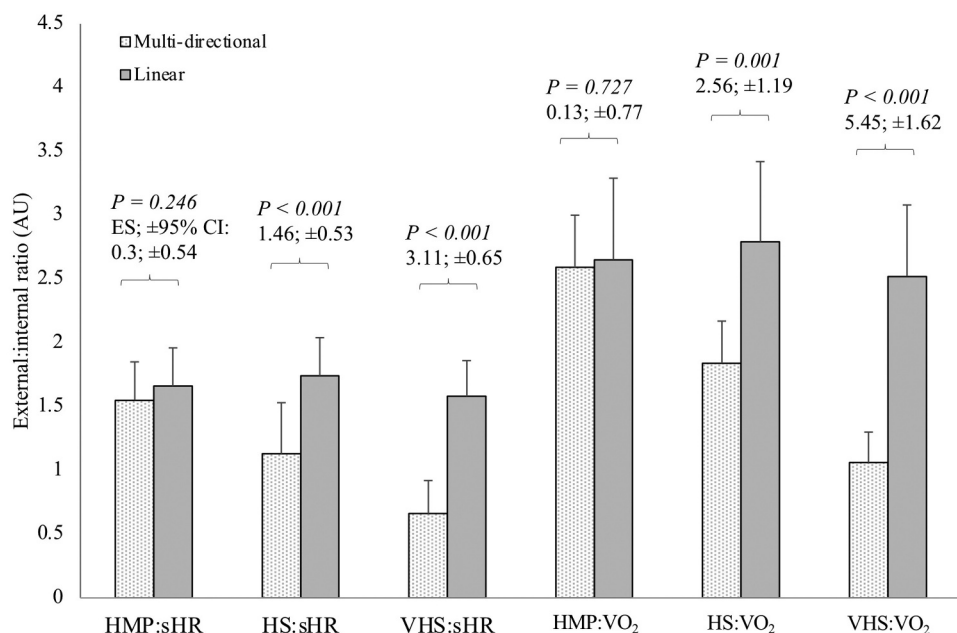 External:internal ratio (AU)
4.5
4
3.5
3
2.5
2
1.5
1
0.5
0
Multi-directional
Linear
P = 0.246
ES; ±95% CI:
0.3; ±0.54
P < 0.001
1.46; ±0.53
P < 0.001
3.11; ±0.65
P = 0.727
0.13; ±0.77
P = 0.001
2.56; ±1.19
P < 0.001
5.45; ±1.62
HMP:sHR
HS:sHR
VHS:sHR
HMP:VO₂
HS:VO₂
VHS:VO₂